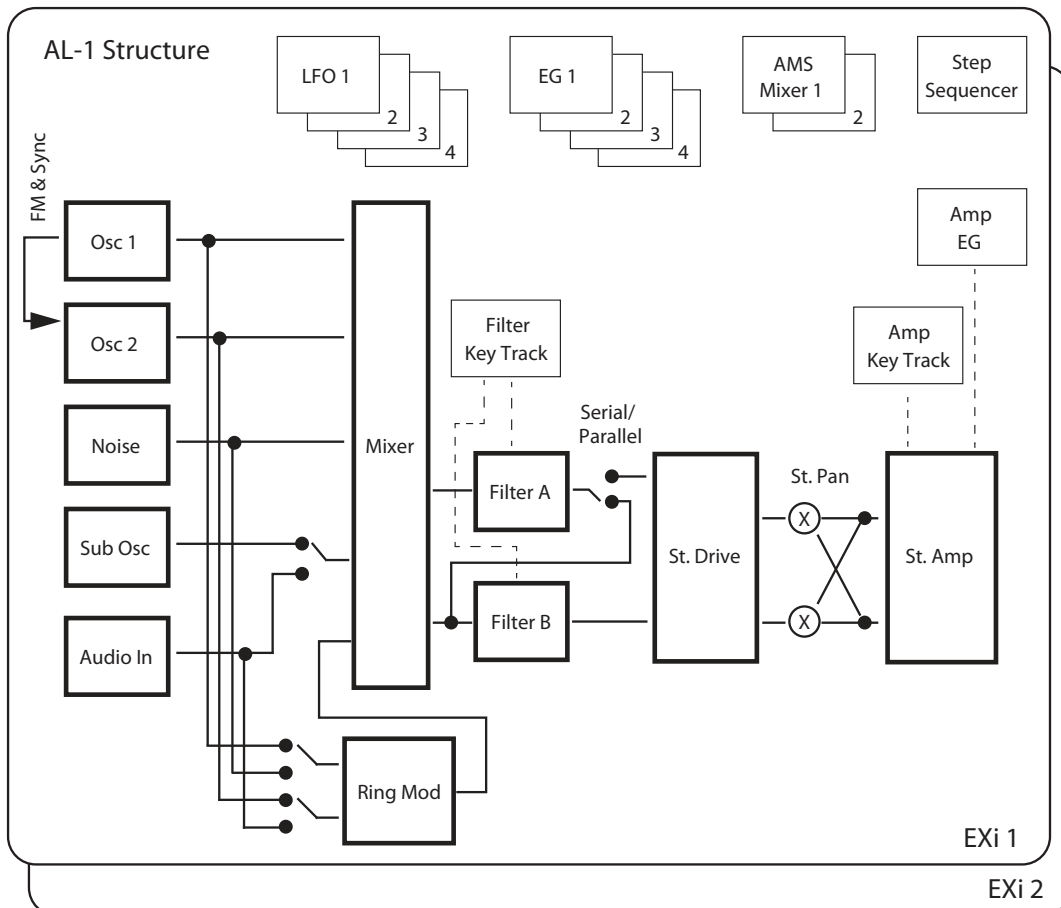 AL-1 Structure
LFO 1
2
3
4
EG 1
2
3
4
AMS
Mixer 1
2
Step
Sequencer
FM & Sync
Osc 1
Osc 2
Noise
Sub Osc
Audio In
Mixer
Ring Mod
Filter
Key Track
Filter A
Filter B
Serial/
Parallel
St. Drive
St. Pan
X
X
Amp
Key Track
Amp
EG
St. Amp
EXi 1
EXi 2